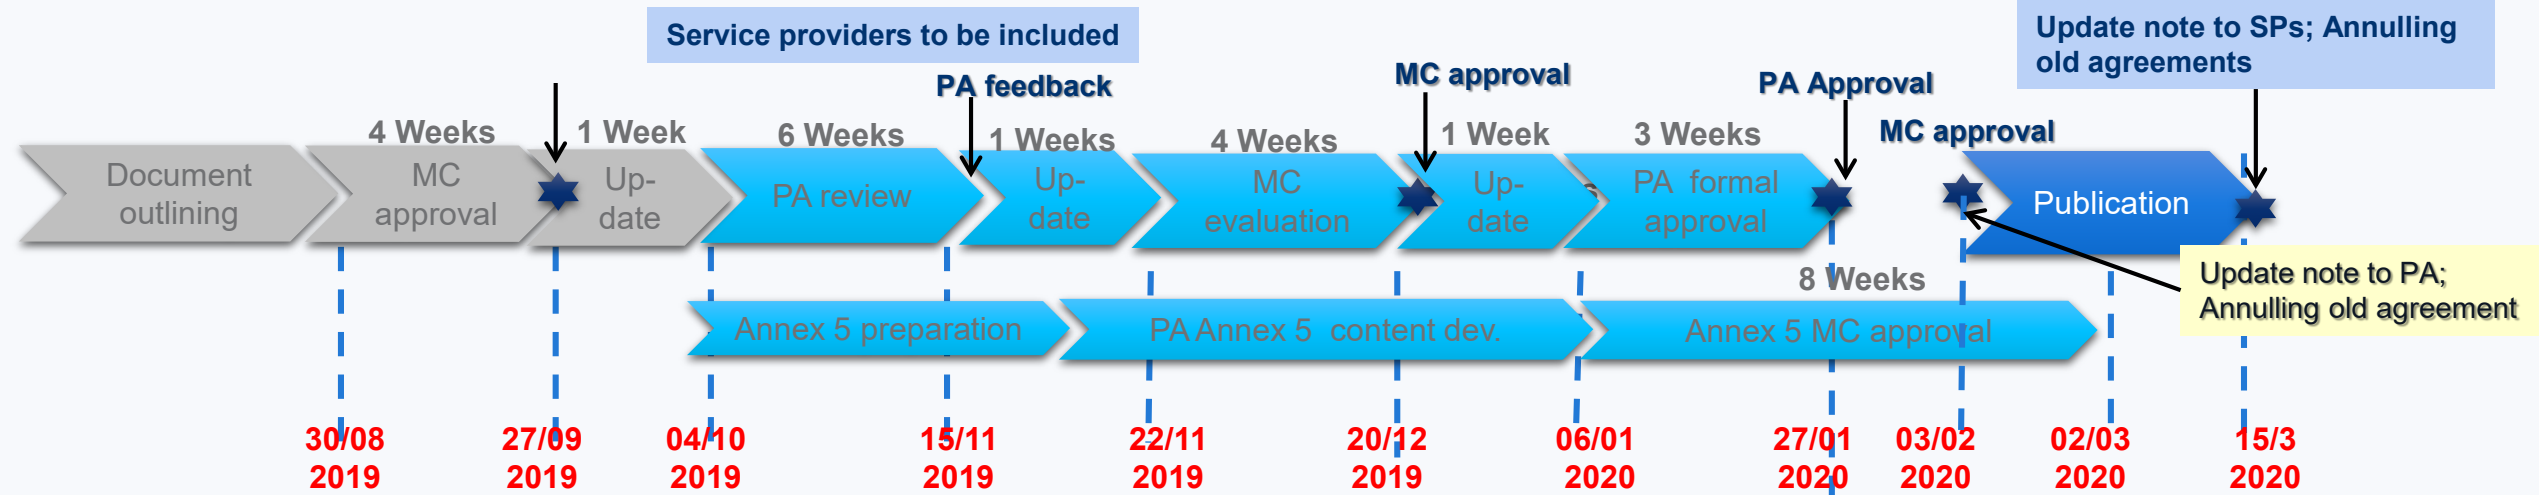 Service providers to be included
Update note to SPs; Annulling
old agreements
PA feedback
MC approval
PA Approval
MC approval
4 Weeks
1 Week
6 Weeks
1 Weeks
4 Weeks
1 Week
3 Weeks
Document
outlining
MC
approval
Up-
date
PA review
Up-
date
MC
evaluation
Up-
date
PA formal
approval
Publication
Update note to PA;
Annulling old agreement
8 Weeks
Annex 5 preparation
PA Annex 5 content dev.
Annex 5 MC approval
30/08
2019
27/09
2019
04/10
2019
15/11
2019
22/11
2019
20/12
2019
06/01
2020
27/01
2020
03/02
2020
02/03
2020
15/3
2020